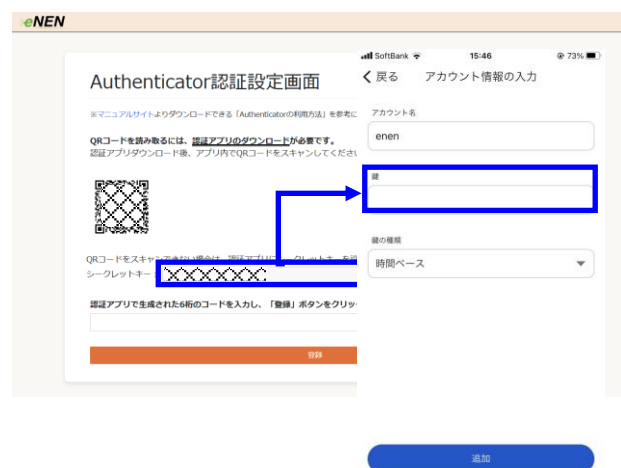 eNEN
Authenticator認証設定画面
※マニュアルサイトよりダウンロードできる「Authenticatorの利用方法」を参考に
QRコードを読み取るには、認証アプリのダウンロードが必要です。
認証アプリダウンロード後、アプリ内でQRコードをスキャンしてくださ
QRコードをスキャンできない場合は、認証アプリにシークレットキーを
シークレットキー：
認証アプリで生成された6桁のコードを入力し、「登録」ボタンをクリッ
登録
SoftBank 15:46 73%
戻る アカウント情報の入力
アカウント名
enen
鍵
鍵の種類
時間ベース
追加